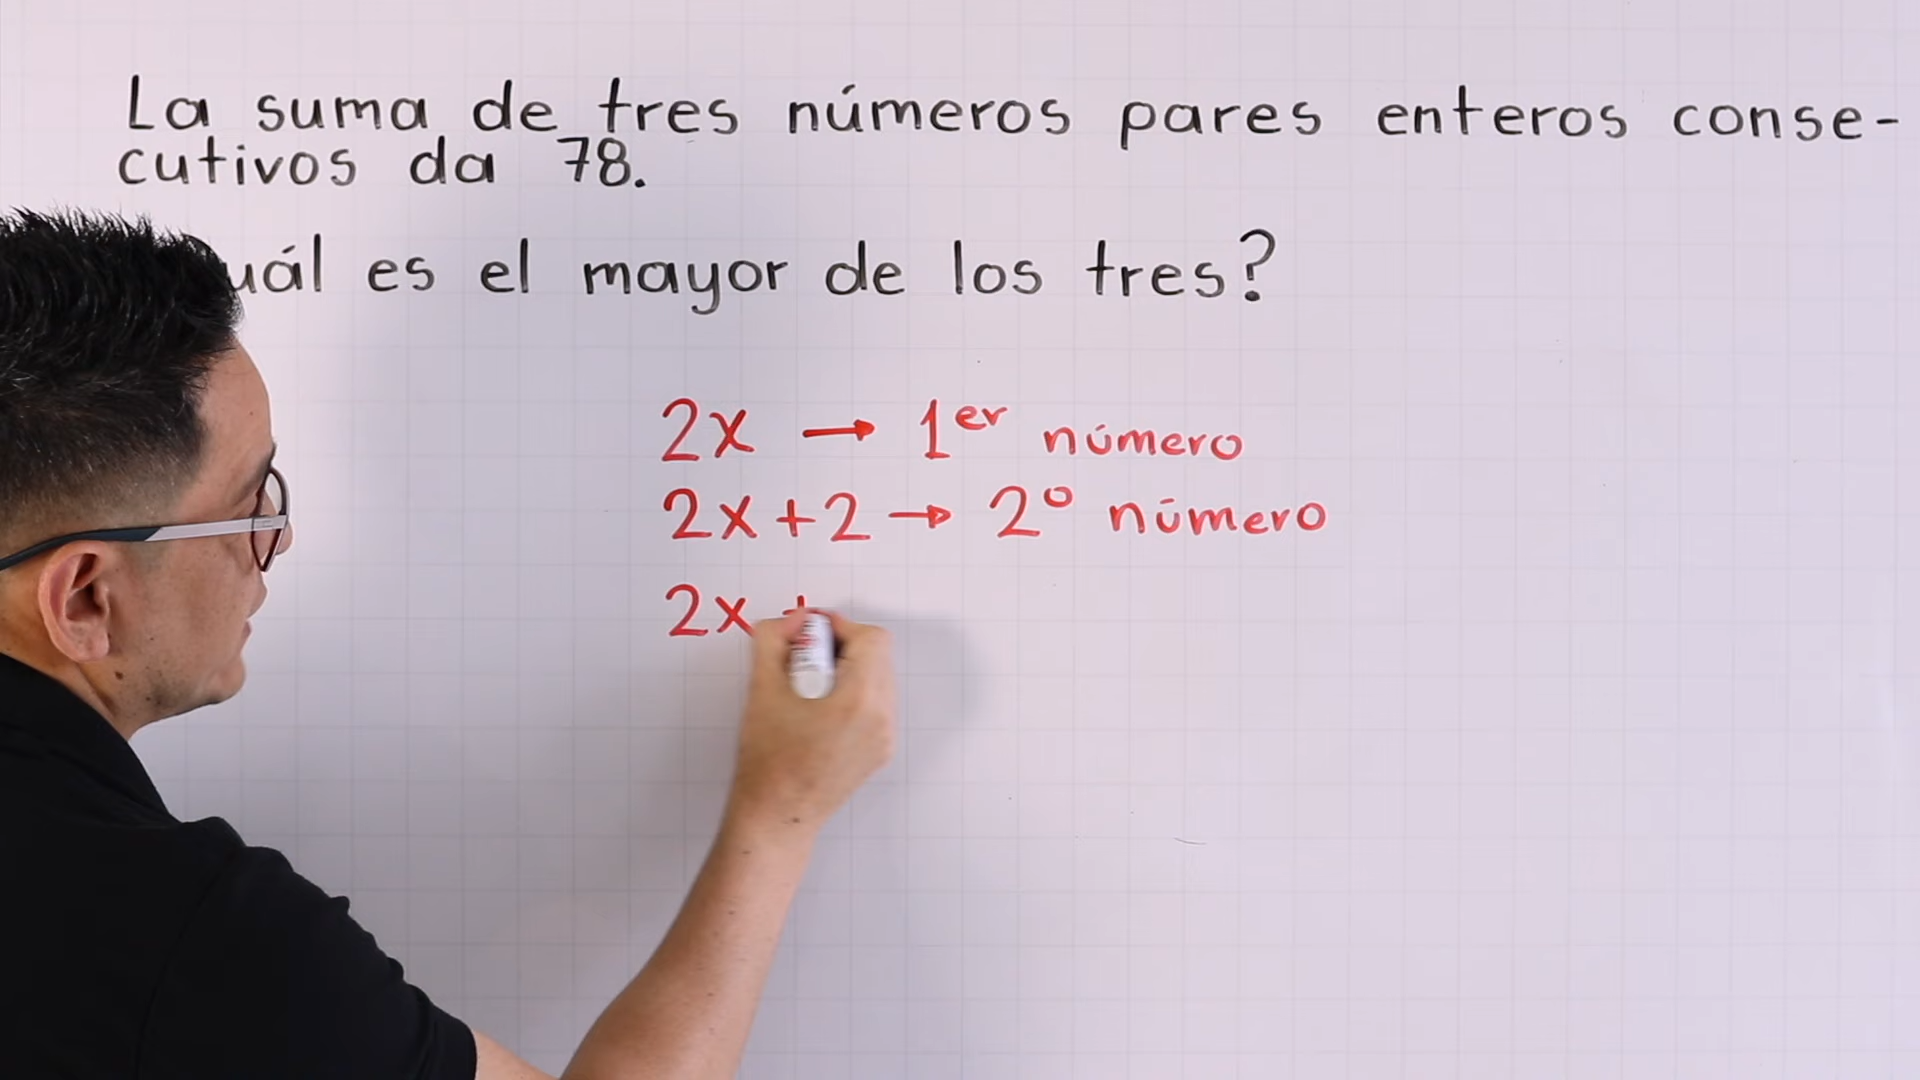 La suma de tres números pares enteros conse-
cutivos da 78.
es el mayor de los tres?
2x → 1er número
2x + 2 → 2º número
2x +